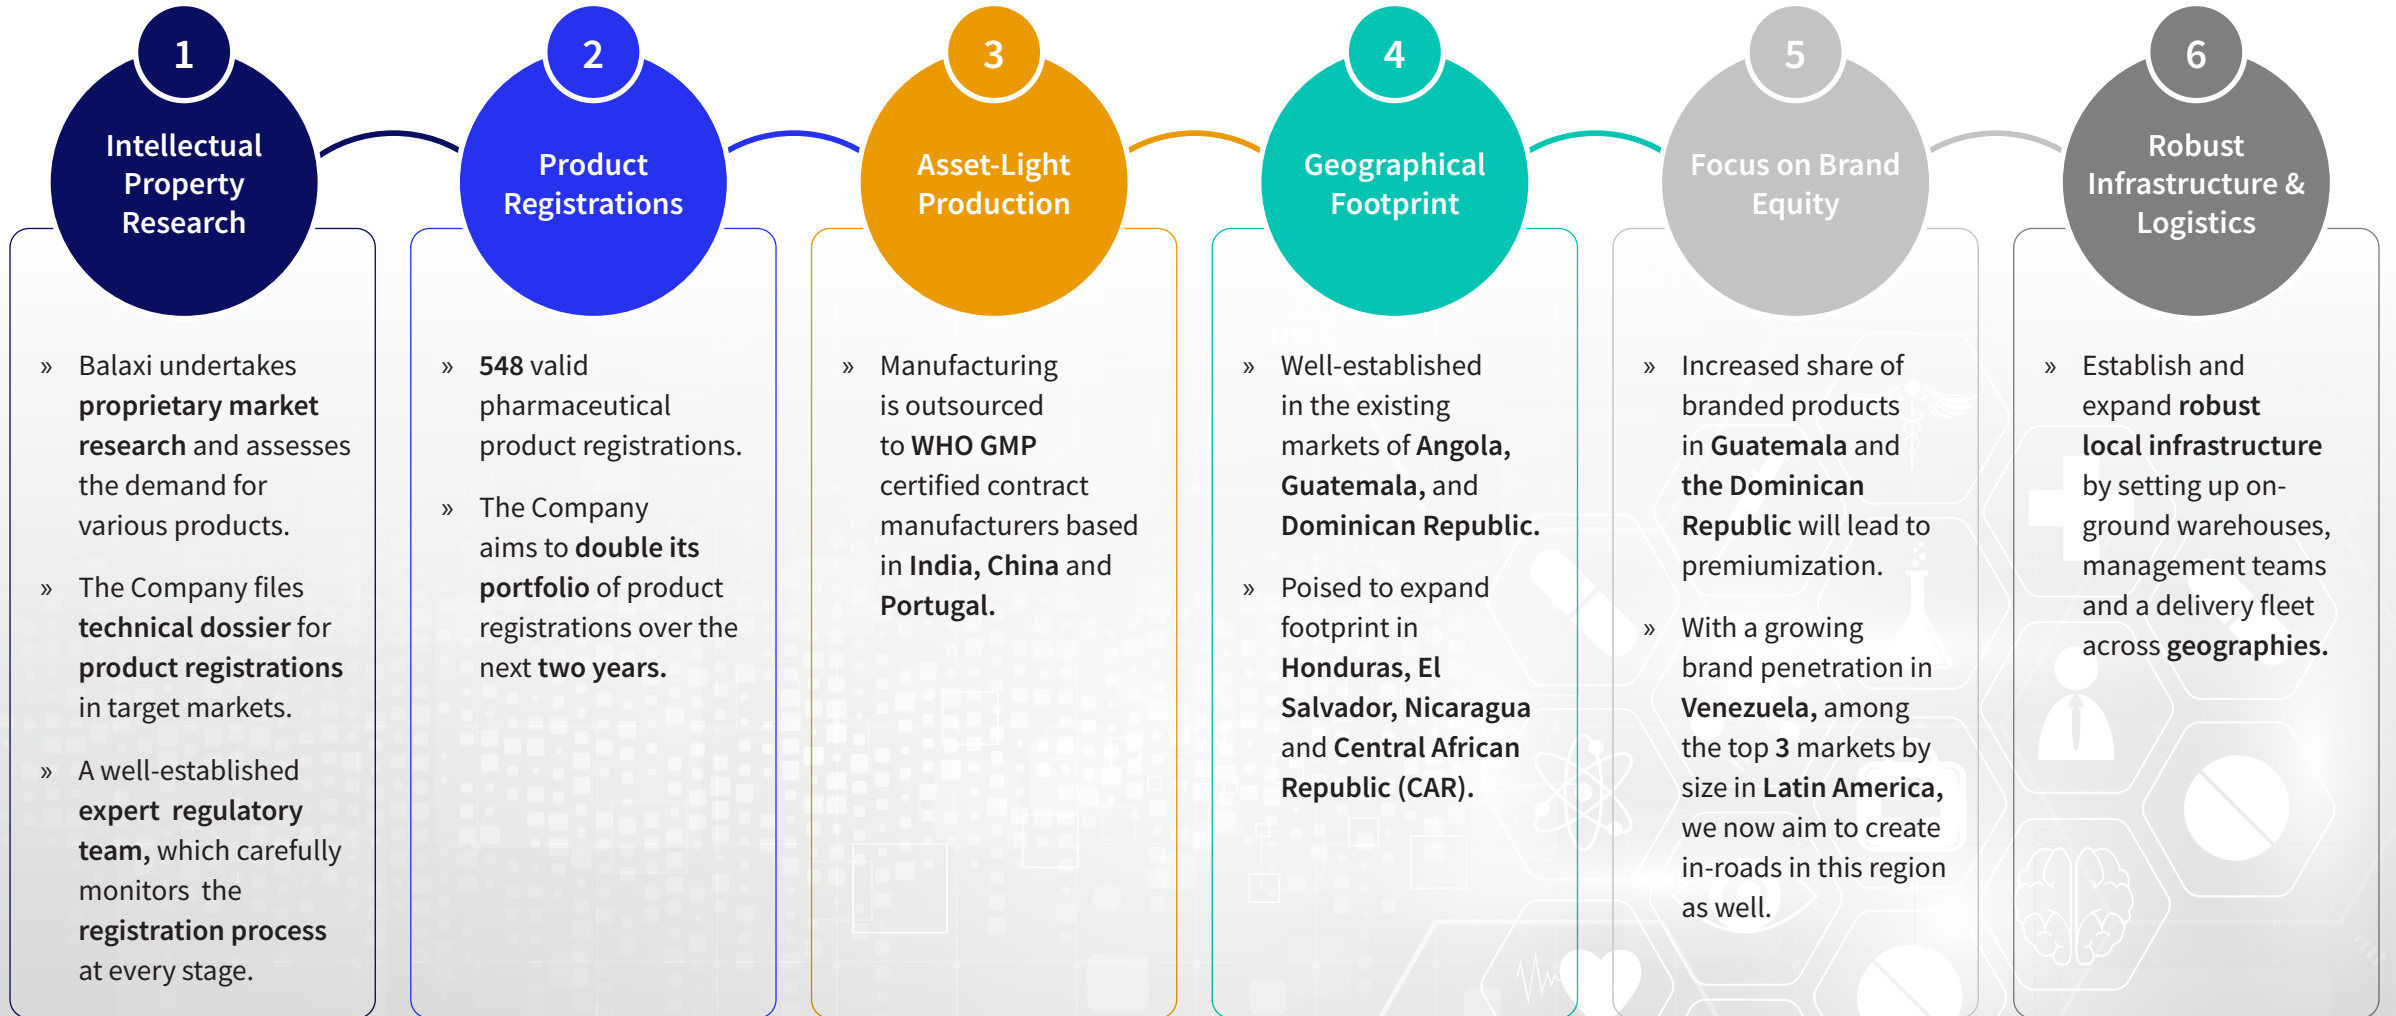 1
Intellectual
Property
Research
» Balaxi undertakes
proprietary market
research and assesses
the demand for
various products.
» The Company files
technical dossier for
product registrations
in target markets.
» A well-established
expert regulatory
team, which carefully
monitors the
registration process
at every stage.
2
Product
Registrations
» 548 valid
pharmaceutical
product registrations.
» The Company
aims to double its
portfolio of product
registrations over the
next two years.
3
Asset-Light
Production
» Manufacturing
is outsourced
to WHO GMP
certified contract
manufacturers based
in India, China and
Portugal.
4
Geographical
Footprint
» Well-established
in the existing
markets of Angola,
Guatemala, and
Dominican Republic.
» Poised to expand
footprint in
Honduras, El
Salvador, Nicaragua
and Central African
Republic (CAR).
5
Focus on Brand
Equity
» Increased share of
branded products
in Guatemala and
the Dominican
Republic will lead to
premiumization.
» With a growing
brand penetration in
Venezuela, among
the top 3 markets by
size in Latin America,
we now aim to create
in-roads in this region
as well.
6
Robust
Infrastructure &
Logistics
» Establish and
expand robust
local infrastructure
by setting up on-
ground warehouses,
management teams
and a delivery fleet
across geographies.